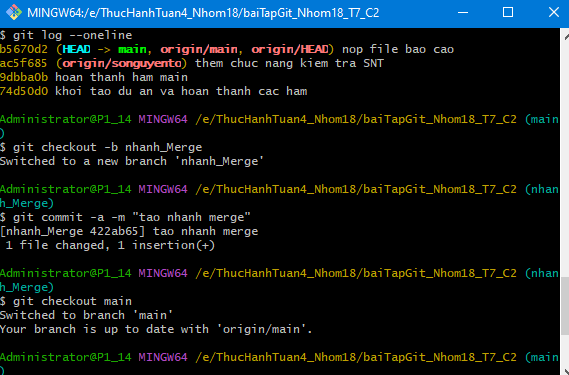 MINGW64:/e/ThucHanhTuan4_Nhom18/baiTapGit_Nhom18_T7_C2
$ git log --oneline
b5670d2 (HEAD -> main, origin/main, origin/HEAD) nop file bao cao
ac5f685 (origin/songuyento) them chuc nang kiem tra SNT
9dbba0b hoan thanh ham main
74d50d0 khoi tao du an va hoan thanh cac ham
Administrator@P1_14 MINGW64 /e/ThucHanhTuan4_Nhom18/baiTapGit_Nhom18_T7_C2 (main
)
$ git checkout -b nhanh_Merge
Switched to a new branch 'nhanh_Merge'
Administrator@P1_14 MINGW64 /e/ThucHanhTuan4_Nhom18/baiTapGit_Nhom18_T7_C2 (nhan
h_Merge)
$ git commit -a -m "tao nhanh merge"
[nhanh_Merge 422ab65] tao nhanh merge
 1 file changed, 1 insertion(+)
Administrator@P1_14 MINGW64 /e/ThucHanhTuan4_Nhom18/baiTapGit_Nhom18_T7_C2 (nhan
h_Merge)
$ git checkout main
Switched to branch 'main'
Your branch is up to date with 'origin/main'.
Administrator@P1_14 MINGW64 /e/ThucHanhTuan4_Nhom18/baiTapGit_Nhom18_T7_C2 (main
)